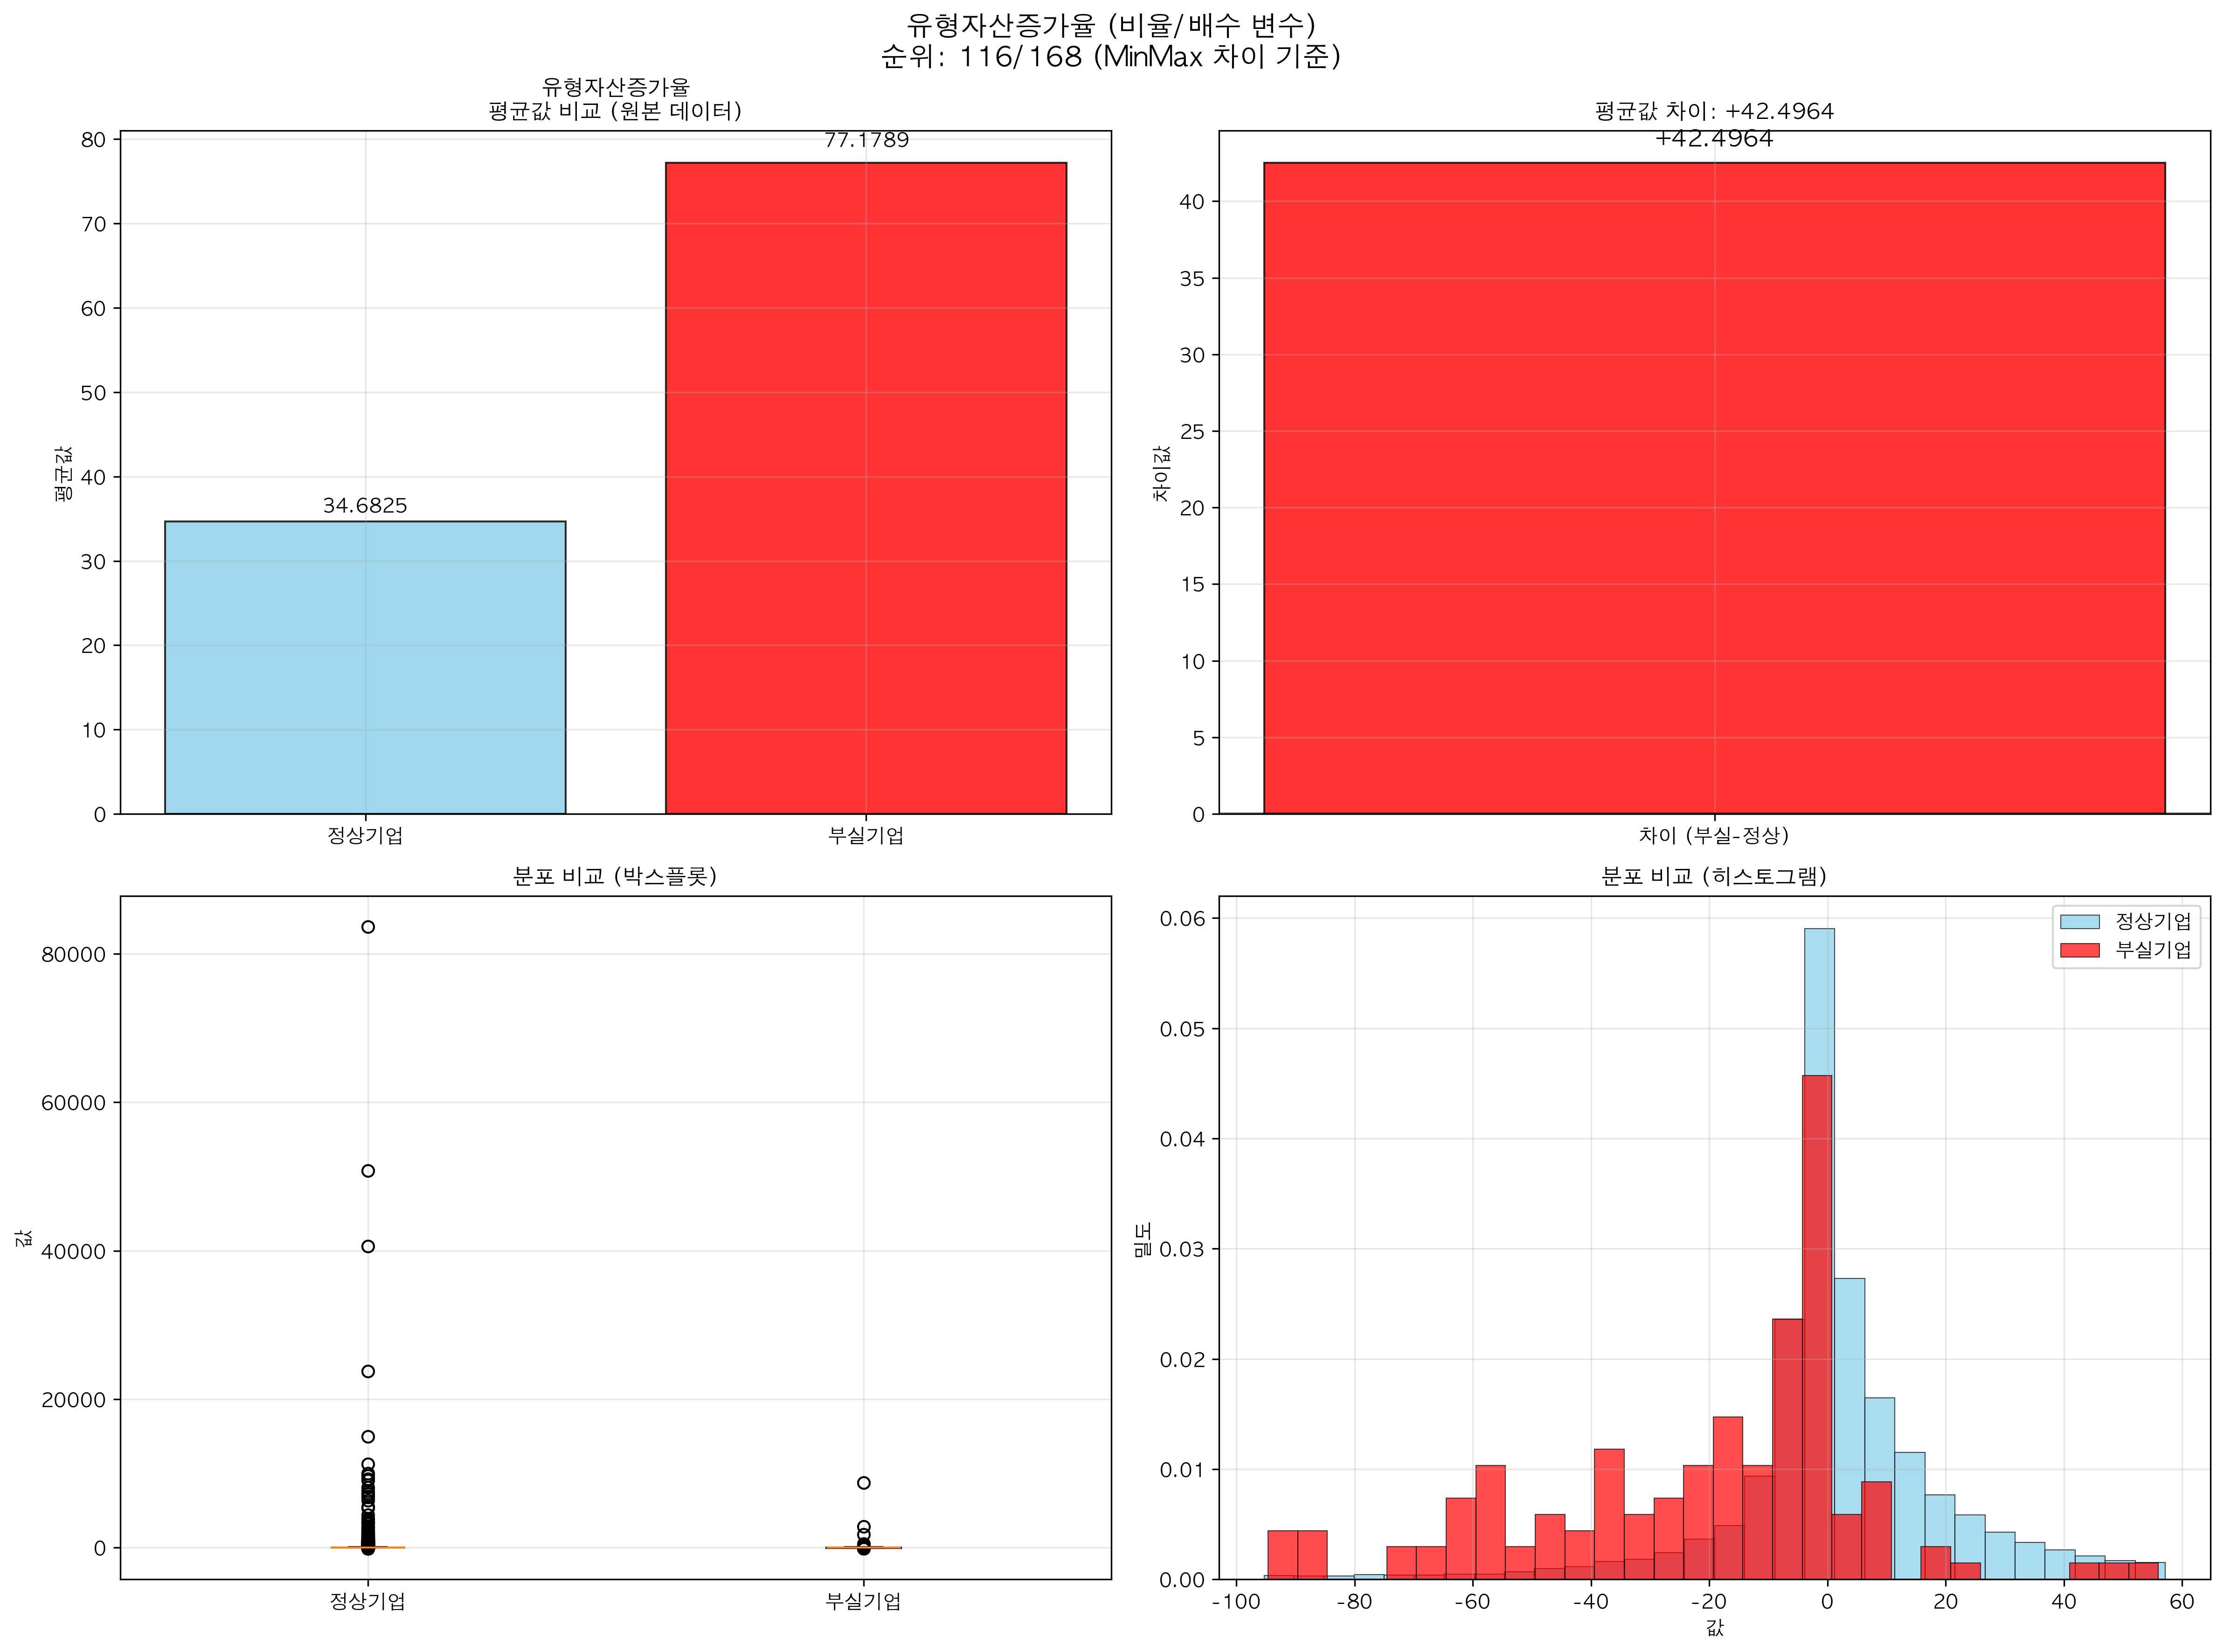 유형자산증가율 (비율/배수 변수)
순위: 116/168 (MinMax 차이 기준)
유형자산증가율
평균값 비교 (원본 데이터)
80
70
60
50
40
30
20
10
0
평균값
34.6825
77.1789
정상기업
부실기업
평균값 차이: +42.4964
+42.4964
40
35
30
25
20
15
10
5
0
차이값
차이 (부실-정상)
분포 비교 (박스플롯)
80000
60000
40000
20000
0
값
정상기업
부실기업
분포 비교 (히스토그램)
정상기업
부실기업
0.06
0.05
0.04
0.03
0.02
0.01
0.00
밀도
-100
-80
-60
-40
-20
0
20
40
60
값